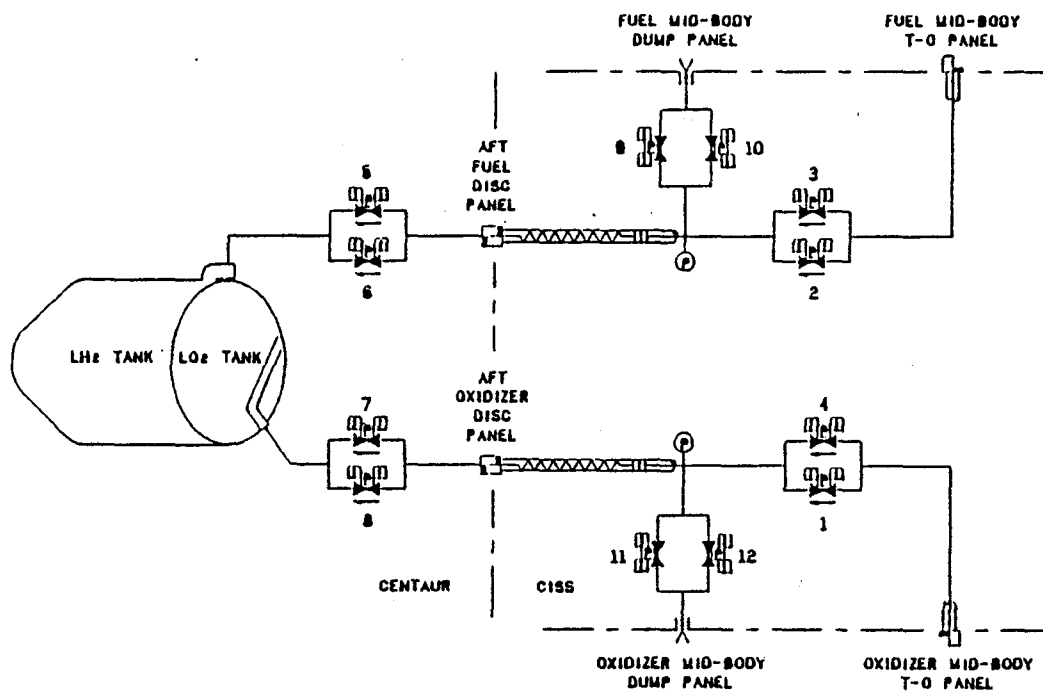 FUEL MID-BODY
DUMP PANEL
FUEL MID-BODY
T-0 PANEL
AFT
FUEL
DISC
PANEL
9
10
5
3
6
2
LH2 TANK
LO2 TANK
AFT
OXIDIZER
DISC
PANEL
7
4
8
1
11
12
CENTAUR
CISS
OXIDIZER MID-BODY
DUMP PANEL
OXIDIZER MID-BODY
T-0 PANEL